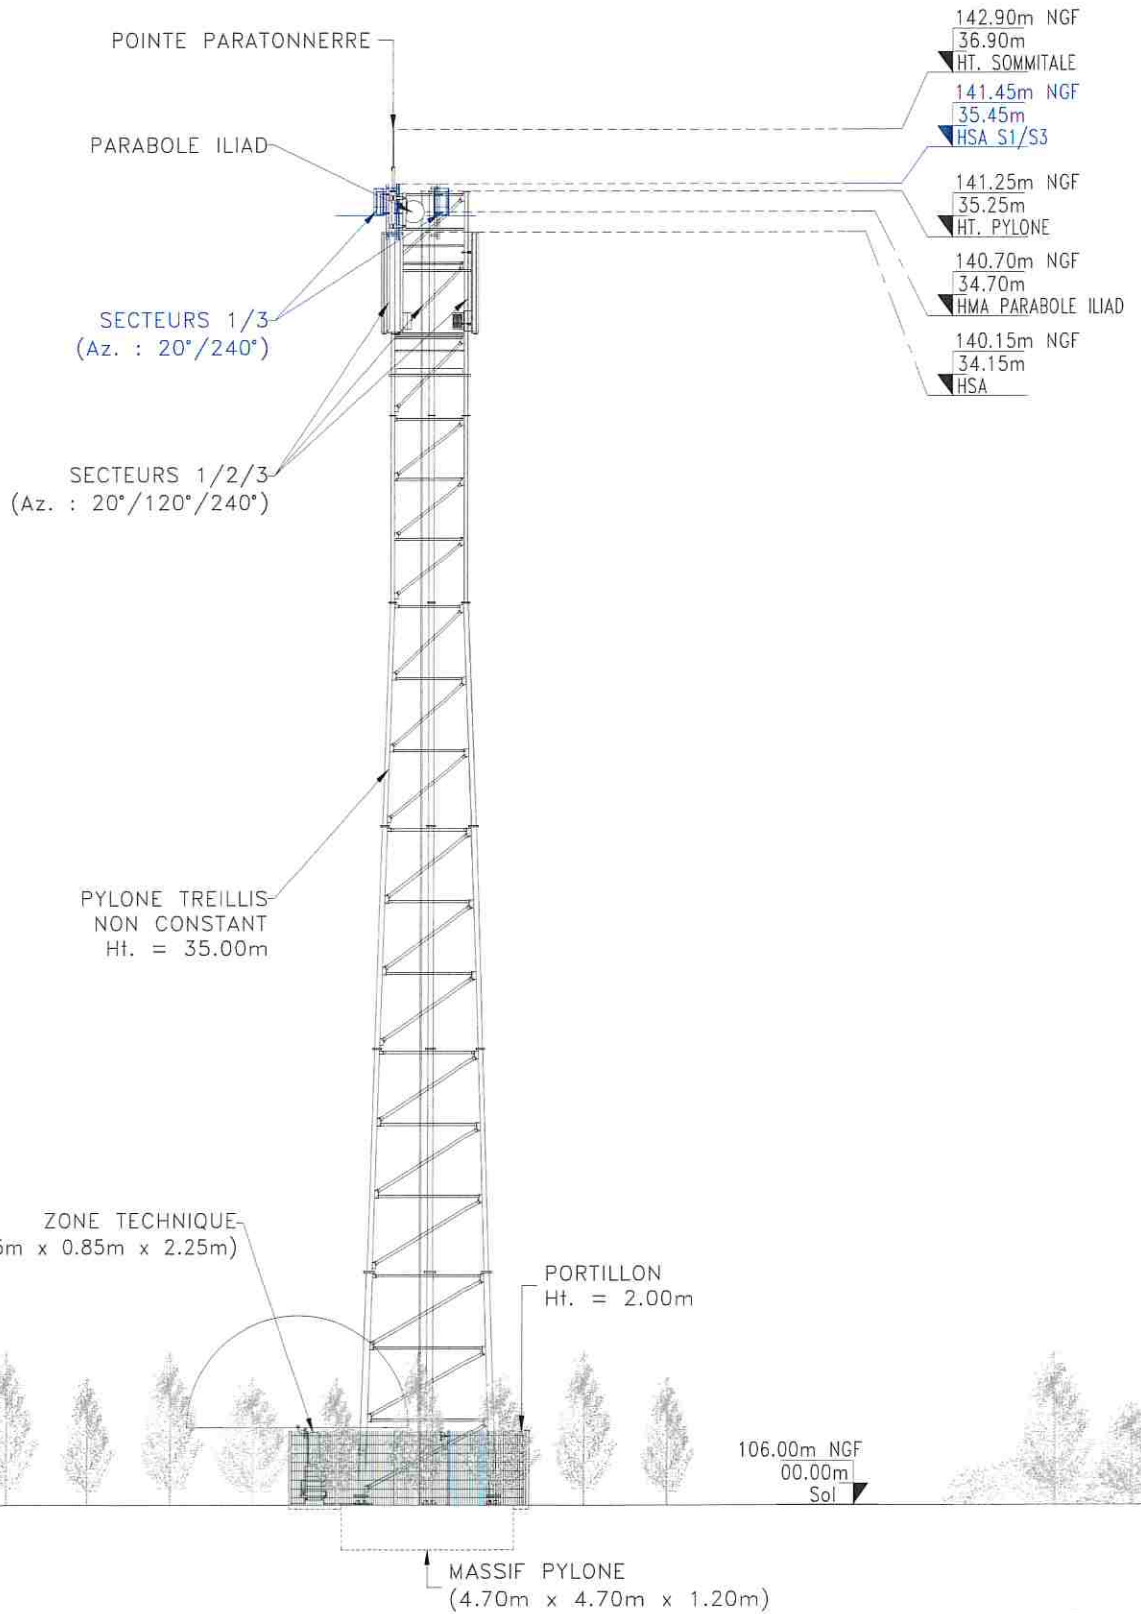 POINTE PARATONNERRE
PARABOLE ILIAD
142.90m NGF
36.90m
HT. SOMMITALE
141.45m NGF
35.45m
HSA S1/S3
141.25m NGF
35.25m
HT. PYLONE
140.70m NGF
34.70m
HMA PARABOLE ILIAD
140.15m NGF
34.15m
HSA
SECTEURS 1/3
(Az. : 20°/240°)
SECTEURS 1/2/3
(Az. : 20°/120°/240°)
PYLONE TREILLIS
NON CONSTANT
Ht. = 35.00m
ZONE TECHNIQUE
m x 0.85m x 2.25m)
PORTILLON
Ht. = 2.00m
106.00m NGF
00.00m
Sol
MASSIF PYLONE
(4.70m x 4.70m x 1.20m)